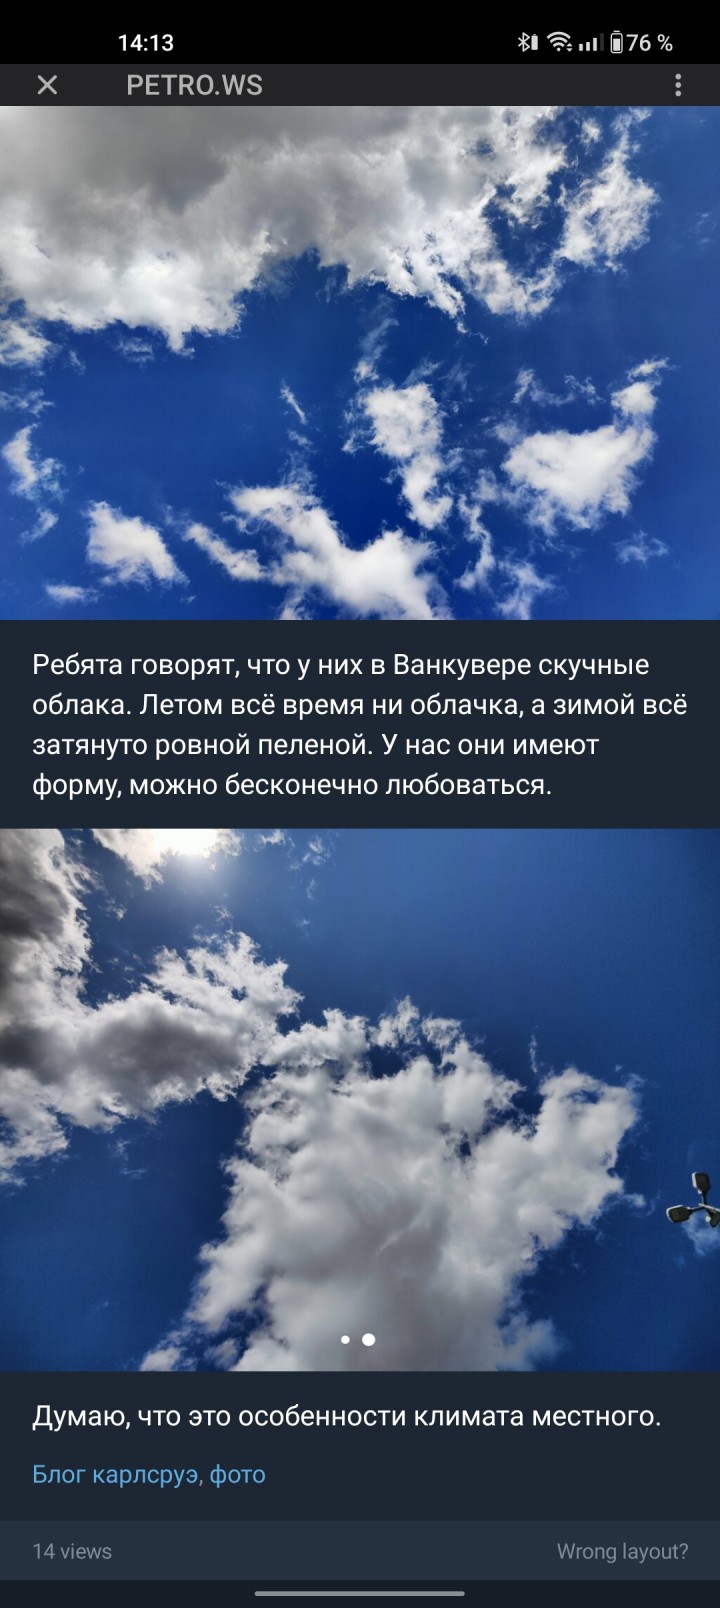 14:13 76 %
PETRO.WS
Ребята говорят, что у них в Ванкувере скучные
облака. Летом всё время ни облачка, а зимой всё
затянуто ровной пеленой. У нас они имеют
форму, можно бесконечно любоваться.
Думаю, что это особенности климата местного.
Блог карлсруэ, фото
14 views Wrong layout?